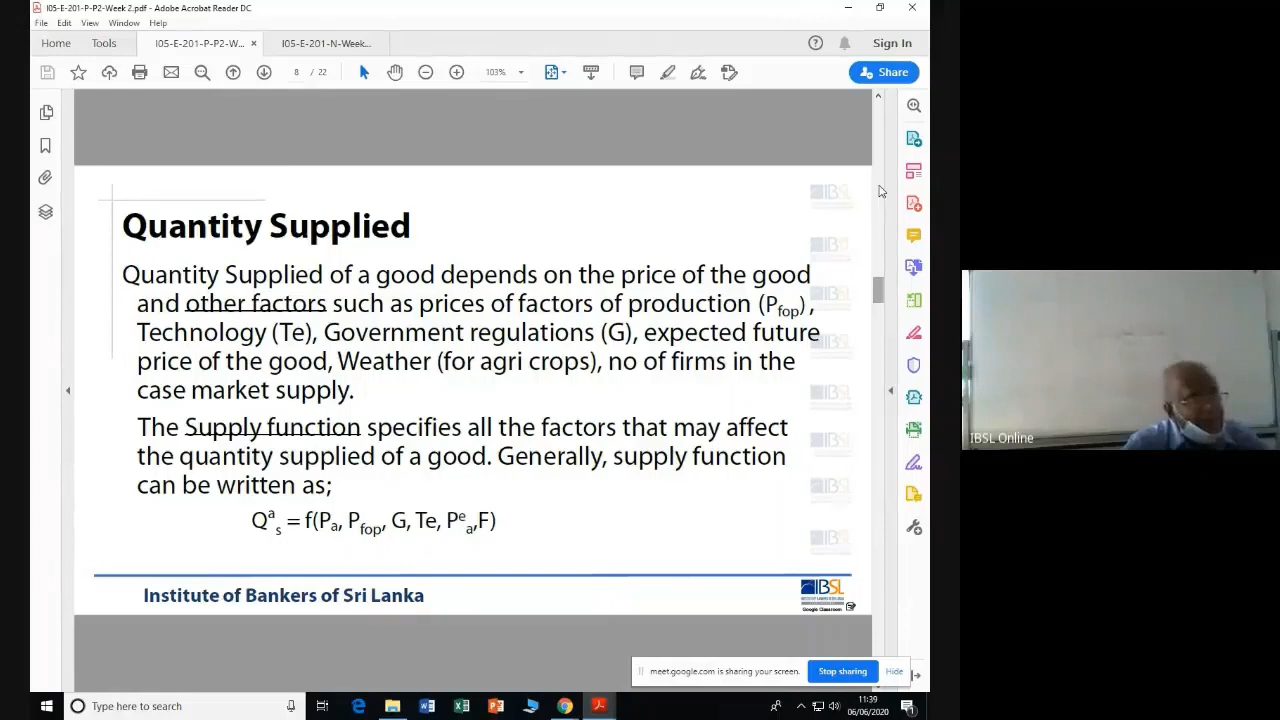 I05-E-201-P-P2-Week 2.pdf - Adobe Acrobat Reader DC
File Edit View Window Help
Home Tools I05-E-201-P-P2-W... × I05-E-201-N-Week... Sign In
8 / 22 103% Share
Quantity Supplied
Quantity Supplied of a good depends on the price of the good
and other factors such as prices of factors of production (Pfop),
Technology (Te), Government regulations (G), expected future
price of the good, Weather (for agri crops), no of firms in the
case market supply.
The Supply function specifies all the factors that may affect
the quantity supplied of a good. Generally, supply function
can be written as;
Qᵃs = f(Pa, Pfop, G, Te, Pᵉa,F)
Institute of Bankers of Sri Lanka
IBSL
Google Classroom
IBSL Online
meet.google.com is sharing your screen. Stop sharing Hide
Type here to search
11:39
06/06/2020